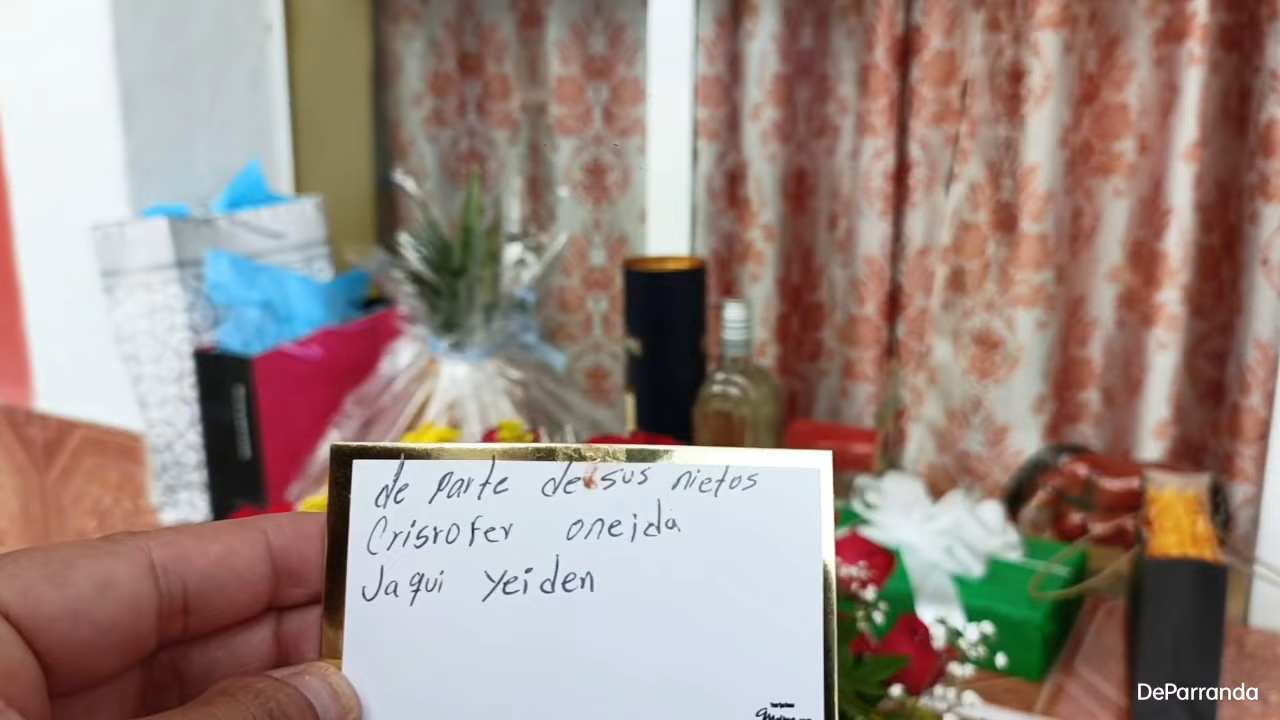 de parte de sus nietos
Crisrofer oneida
Jaqui Yeiden
DeParranda